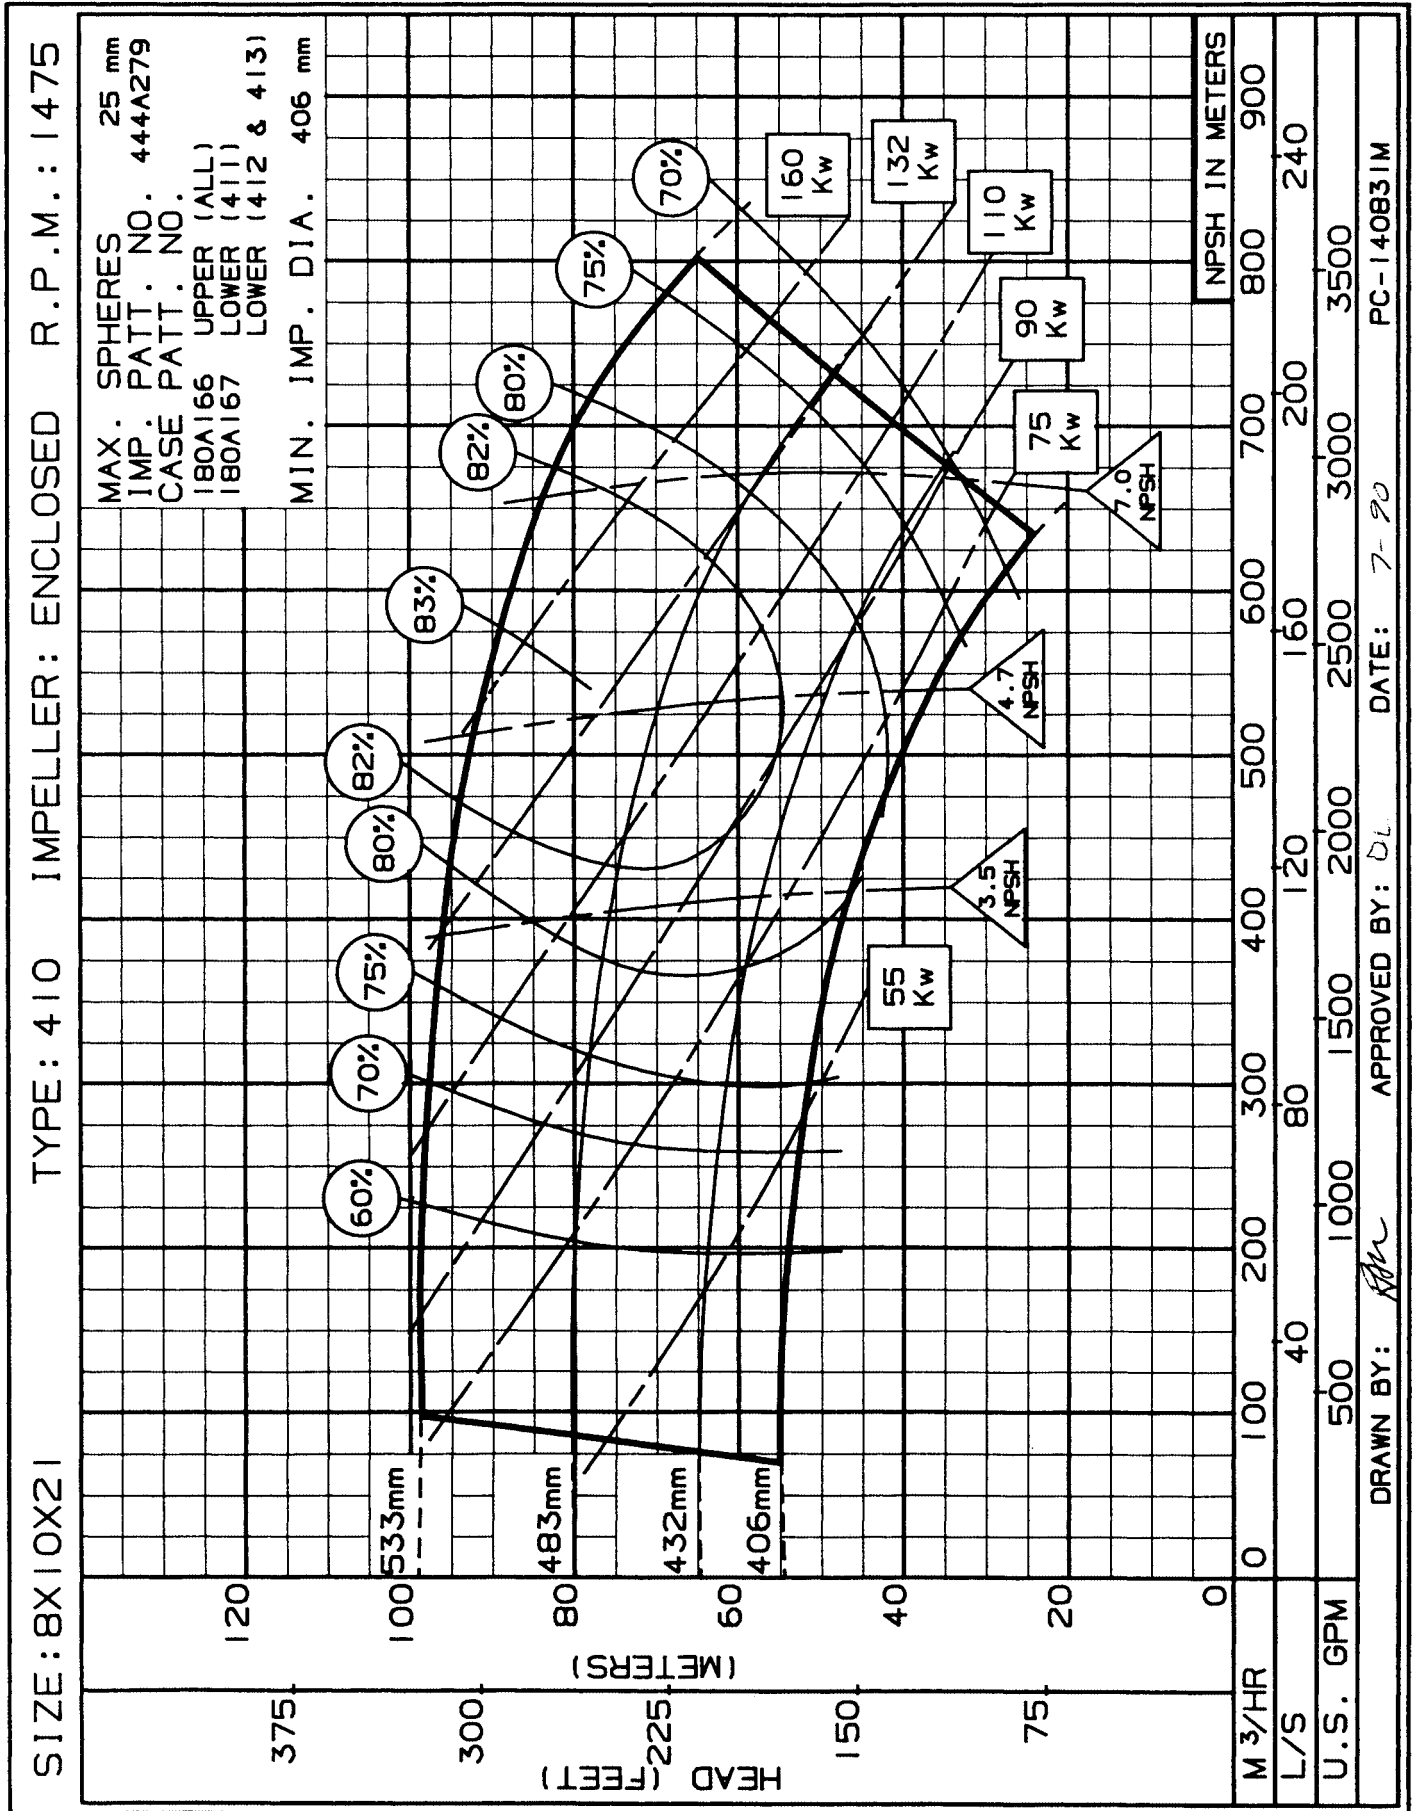 SIZE: 8X10X21 TYPE: 410 IMPELLER: ENCLOSED R.P.M.: 1475
MAX. SPHERES 25 mm
IMP. PATT. NO. 444A279
CASE PATT. NO.
180A166 UPPER (ALL)
180A167 LOWER (411)
LOWER (412 & 413)
MIN. IMP. DIA. 406 mm
HEAD (FEET)
375
300
225
150
75
(METERS)
120
100
80
60
40
20
0
533mm
483mm
432mm
406mm
60%
70%
75%
80%
82%
83%
82%
80%
75%
70%
160 Kw
132 Kw
110 Kw
90 Kw
75 Kw
55 Kw
3.5 NPSH
4.7 NPSH
7.0 NPSH
NPSH IN METERS
M³/HR 0 100 200 300 400 500 600 700 800 900
L/S 40 80 120 160 200 240
U.S. GPM 500 1000 1500 2000 2500 3000 3500
DRAWN BY: APPROVED BY: DL DATE: 7-90 PC-140831M